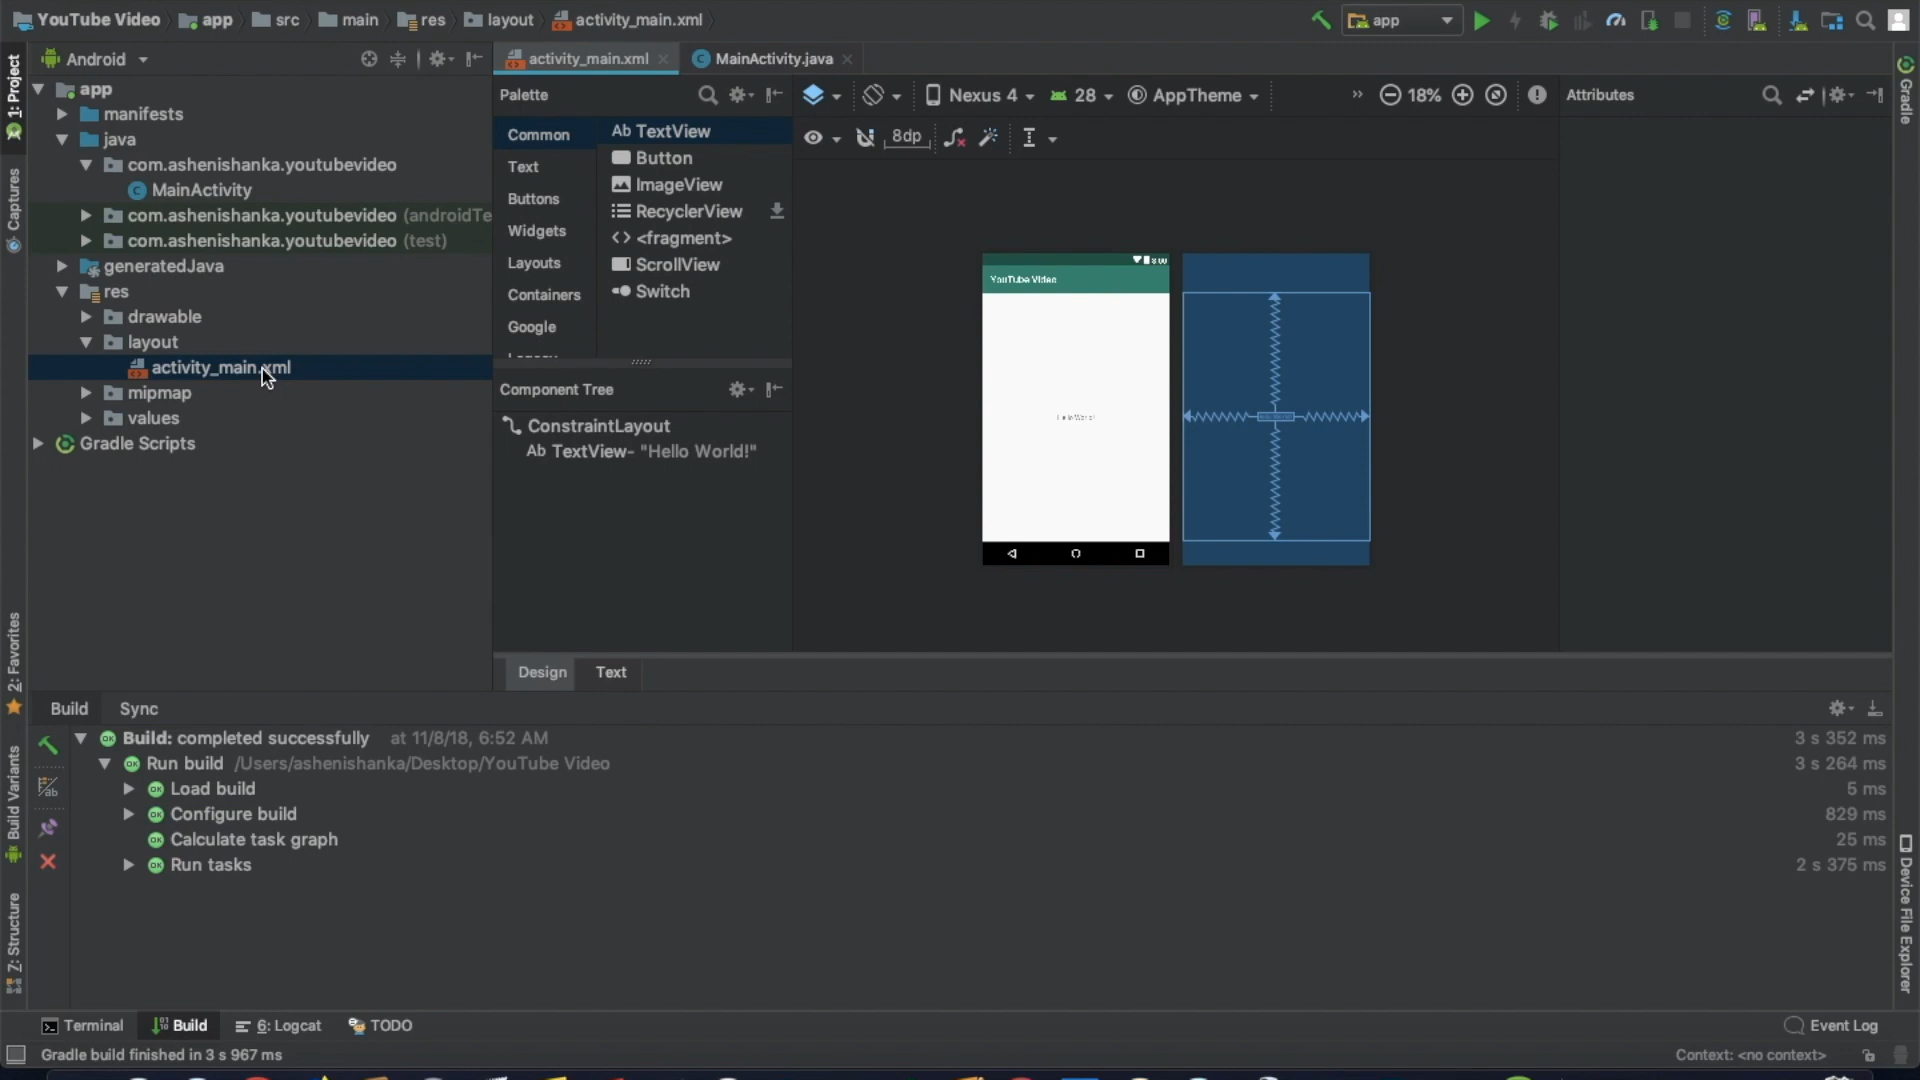 YouTube Video app src main res layout activity_main.xml
app
Android
activity_main.xml
MainActivity.java
1: Project
Captures
2: Favorites
Build Variants
Z: Structure
app
manifests
java
com.ashenishanka.youtubevideo
MainActivity
com.ashenishanka.youtubevideo (androidTe
com.ashenishanka.youtubevideo (test)
generatedJava
res
drawable
layout
activity_main.xml
mipmap
values
Gradle Scripts
Palette
Common
Text
Buttons
Widgets
Layouts
Containers
Google
Legacy
Ab TextView
Button
ImageView
RecyclerView
<> <fragment>
ScrollView
Switch
Component Tree
ConstraintLayout
Ab TextView- "Hello World!"
Nexus 4 28 AppTheme » 18%
8dp
8:00
YouTube Video
Hello World!
Attributes
Gradle
Device File Explorer
Design Text
Build Sync
Build: completed successfully at 11/8/18, 6:52 AM 3 s 352 ms
Run build /Users/ashenishanka/Desktop/YouTube Video 3 s 264 ms
Load build 5 ms
Configure build 829 ms
Calculate task graph 25 ms
Run tasks 2 s 375 ms
Terminal Build 6: Logcat TODO Event Log
Gradle build finished in 3 s 967 ms Context: <no context>